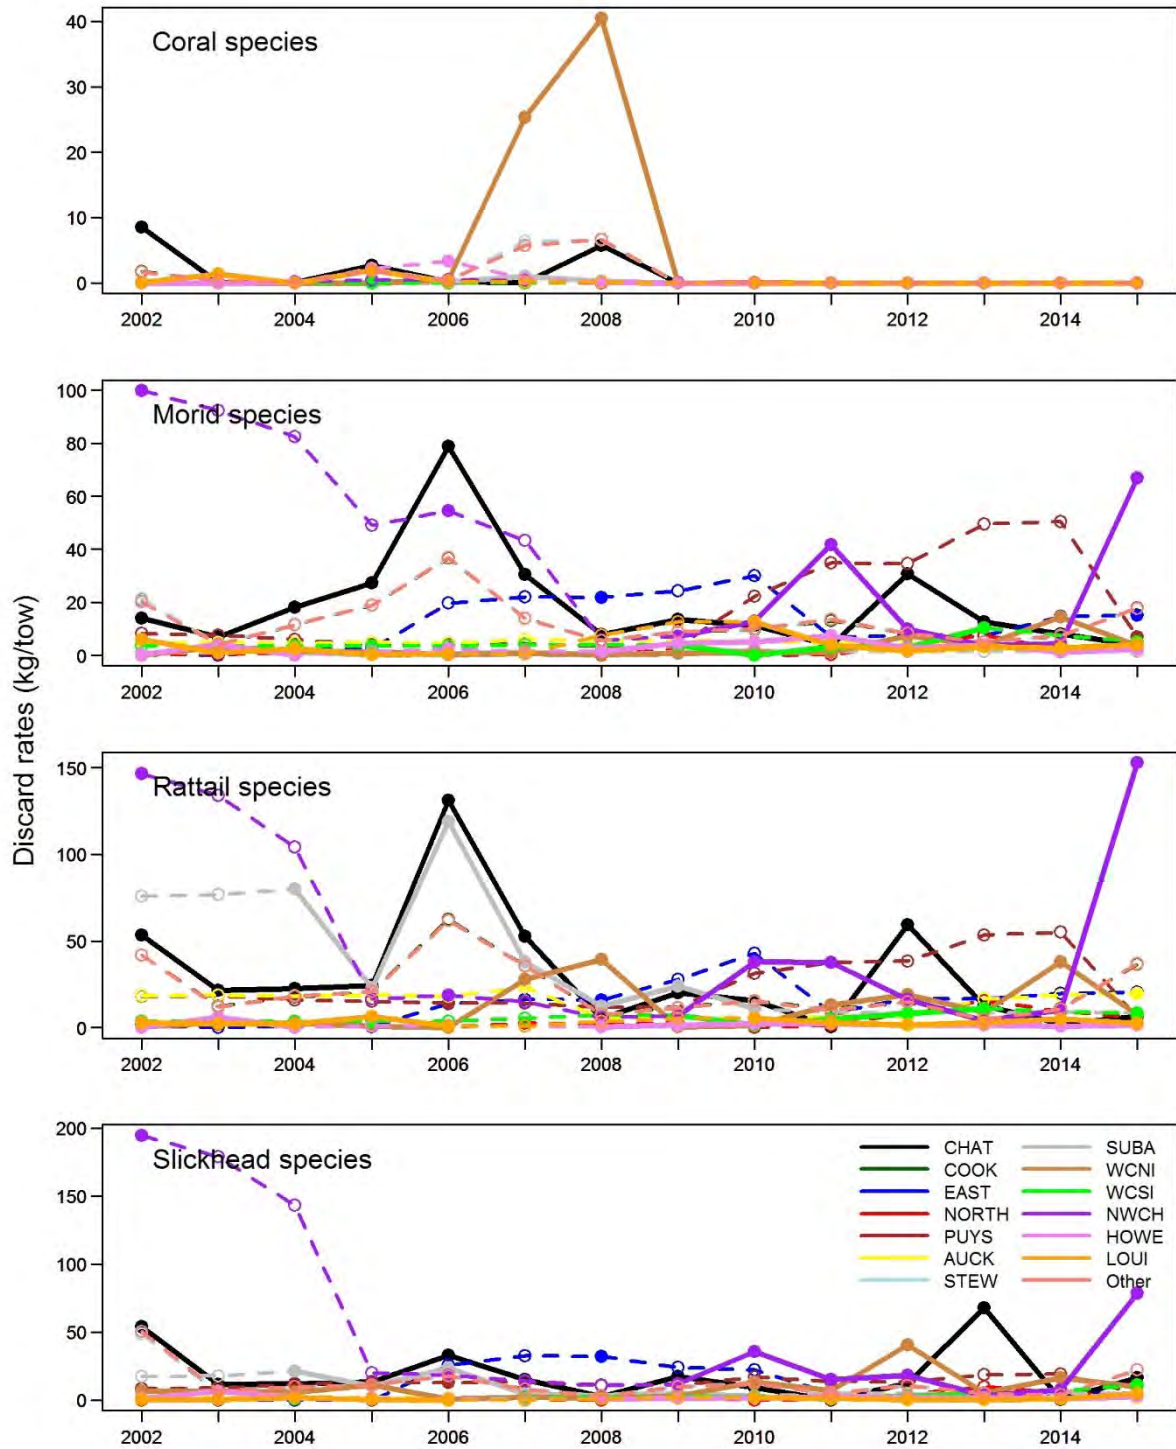 Discard rates (kg/tow)
Coral species
40
30
20
10
0
2002 2004 2006 2008 2010 2012 2014
Morid species
100
80
60
40
20
0
2002 2004 2006 2008 2010 2012 2014
Rattail species
150
100
50
0
2002 2004 2006 2008 2010 2012 2014
Slickhead species
200
150
100
50
0
2002 2004 2006 2008 2010 2012 2014
CHAT SUBA
COOK WCNI
EAST WCSI
NORTH NWCH
PUYS HOWE
AUCK LOUI
STEW Other